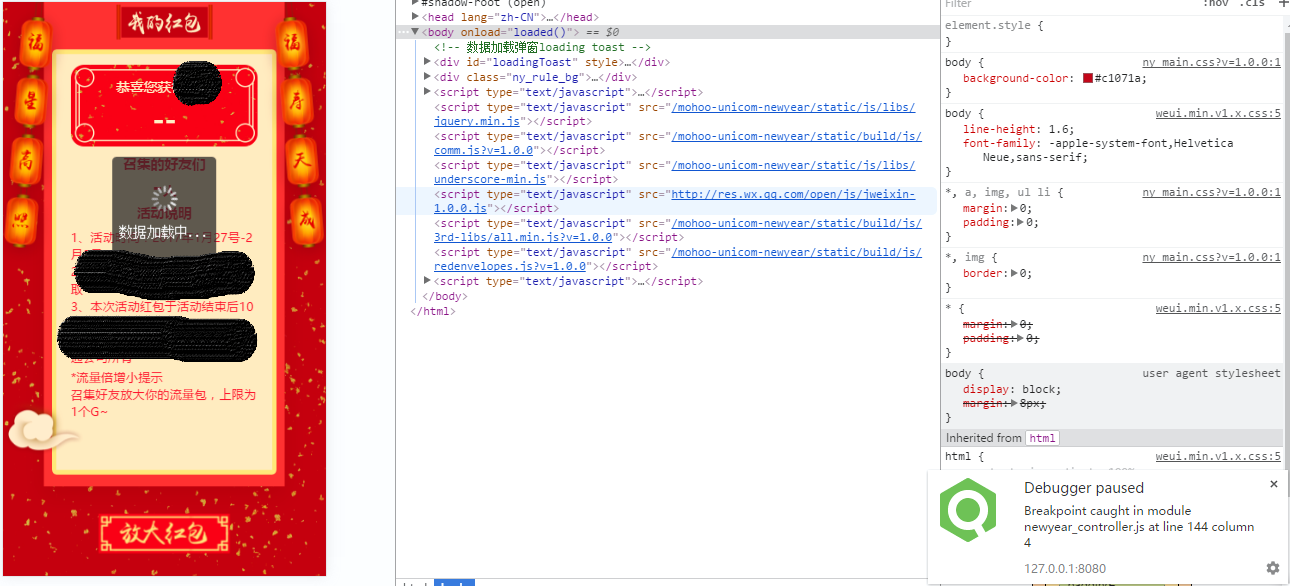 我的红包
福
福
星
寿
高
天
照
成
恭喜您获
召集的好友们
活动说明
数据加载中...
1、活动
月27号-2
月
取
3、本次活动红包于活动结束后10
*流量倍增小提示
召集好友放大你的流量包，上限为
1个G~
放大红包
#shadow-root (open)
<head lang="zh-CN">…</head>
<body onload="loaded()"> == $0
<!-- 数据加载弹窗loading toast -->
<div id="loadingToast" style>…</div>
<div class="ny_rule_bg">…</div>
<script type="text/javascript">…</script>
<script type="text/javascript" src="/mohoo-unicom-newyear/static/js/libs/
jquery.min.js"></script>
<script type="text/javascript" src="/mohoo-unicom-newyear/static/build/js/
comm.js?v=1.0.0"></script>
<script type="text/javascript" src="/mohoo-unicom-newyear/static/js/libs/
underscore-min.js"></script>
<script type="text/javascript" src="http://res.wx.qq.com/open/js/jweixin-
1.0.0.js"></script>
<script type="text/javascript" src="/mohoo-unicom-newyear/static/build/js/
3rd-libs/all.min.js?v=1.0.0"></script>
<script type="text/javascript" src="/mohoo-unicom-newyear/static/build/js/
redenvelopes.js?v=1.0.0"></script>
<script type="text/javascript">…</script>
</body>
</html>
Filter :hov .cls +
element.style {
}
body { ny_main.css?v=1.0.0:1
background-color: #c1071a;
}
body { weui.min.v1.x.css:5
line-height: 1.6;
font-family: -apple-system-font,Helvetica
Neue,sans-serif;
}
*, a, img, ul li { ny_main.css?v=1.0.0:1
margin: 0;
padding: 0;
}
*, img { ny_main.css?v=1.0.0:1
border: 0;
}
* { weui.min.v1.x.css:5
margin: 0;
padding: 0;
}
body { user agent stylesheet
display: block;
margin: 8px;
}
Inherited from html
html { weui.min.v1.x.css:5
Debugger paused
Breakpoint caught in module
newyear_controller.js at line 144 column
4
127.0.0.1:8080